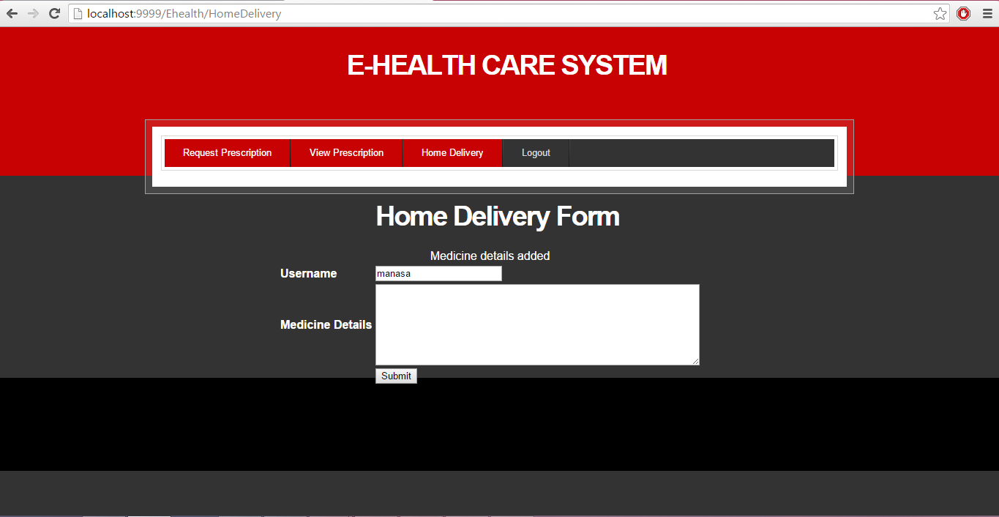 localhost:9999/Ehealth/HomeDelivery
E-HEALTH CARE SYSTEM
Request Prescription View Prescription Home Delivery Logout
Home Delivery Form
Medicine details added
Username manasa
Medicine Details
Submit